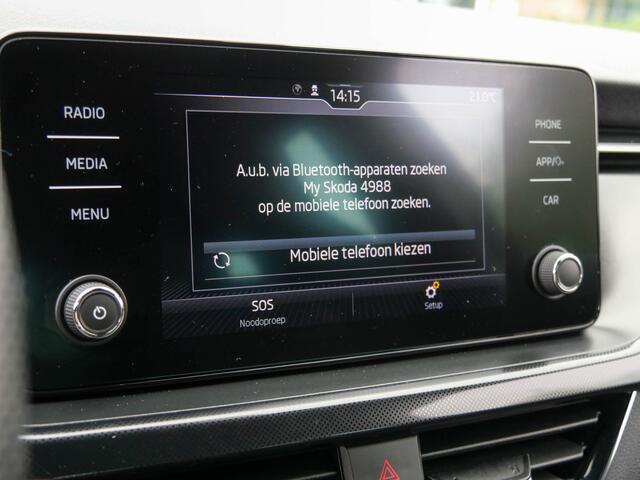 RADIO
MEDIA
MENU
14:15
21.0°C
A.u.b. via Bluetooth-apparaten zoeken
My Skoda 4988
op de mobiele telefoon zoeken.
Mobiele telefoon kiezen
SOS
Noodoproep
Setup
PHONE
APP/
CAR